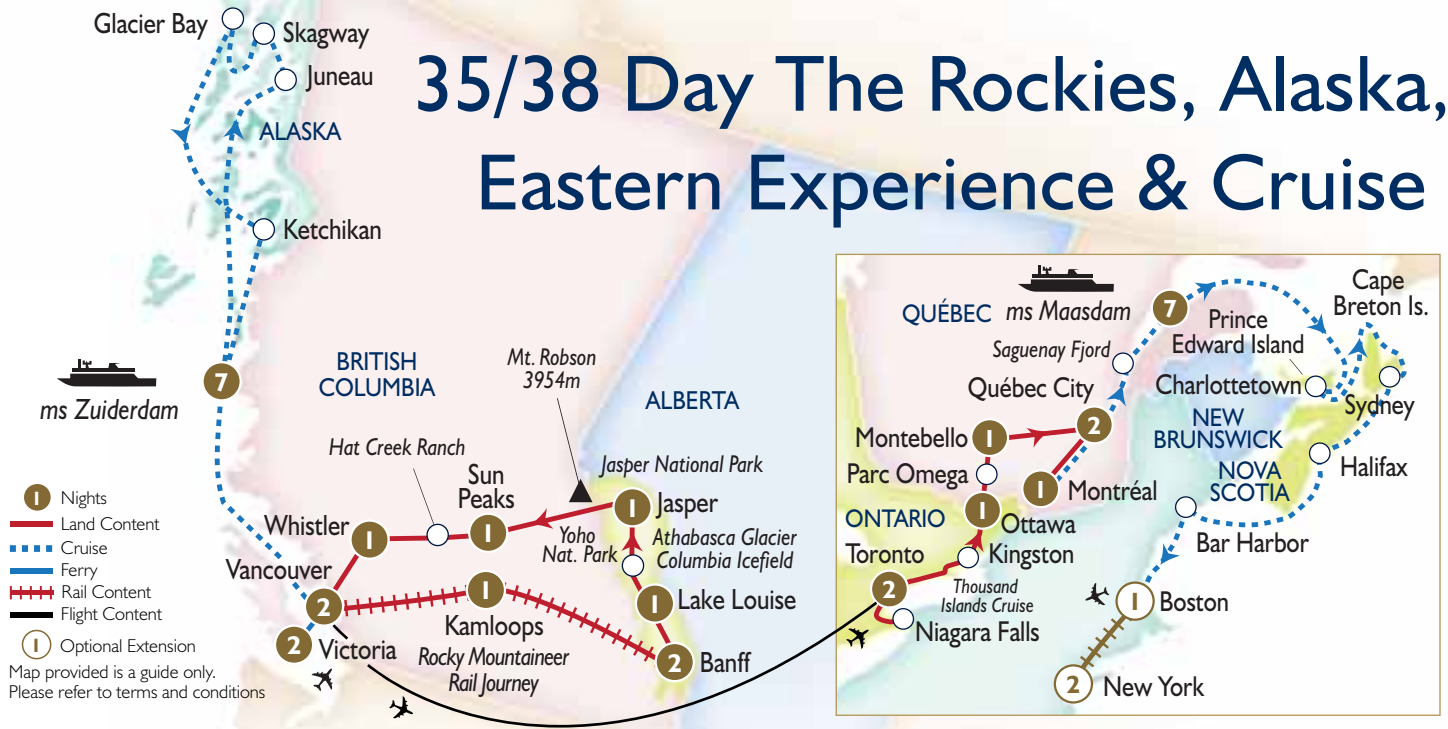 35/38 Day The Rockies, Alaska,
Eastern Experience & Cruise
Glacier Bay
Skagway
Juneau
ALASKA
Ketchikan
7
ms Zuiderdam
BRITISH
COLUMBIA
Mt. Robson
3954m
ALBERTA
Hat Creek Ranch
Sun
Peaks
Jasper National Park
Whistler
1
1
1
Jasper
Yoho
Nat. Park
Athabasca Glacier
Columbia Icefield
Vancouver
2
1
Kamloops
Rocky Mountaineer
Rail Journey
1
Lake Louise
2
Banff
2
Victoria
1 Nights
Land Content
Cruise
Ferry
Rail Content
Flight Content
1 Optional Extension
Map provided is a guide only.
Please refer to terms and conditions
QUÉBEC
ms Maasdam
7
Cape
Breton Is.
Prince
Edward Island
Saguenay Fjord
Québec City
2
Charlottetown
Sydney
NEW
BRUNSWICK
Montebello
1
Parc Omega
1
Montréal
NOVA
SCOTIA
Halifax
ONTARIO
1
Ottawa
Bar Harbor
Toronto
2
Kingston
Thousand
Islands Cruise
Niagara Falls
1
Boston
2
New York